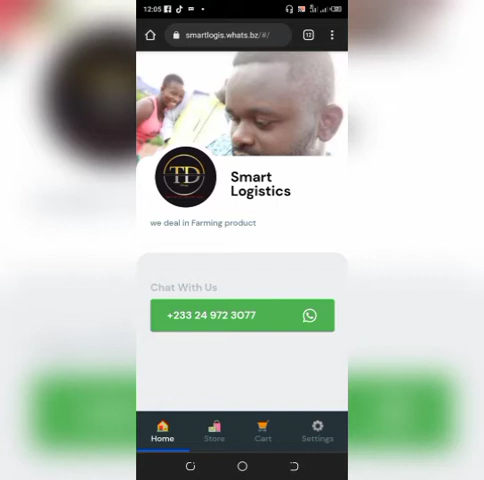 12:05
smartlogis.whats.bz/#/
TD
Smart
Logistics
we deal in Farming product
Chat With Us
+233 24 972 3077
Home
Store
Cart
Settings